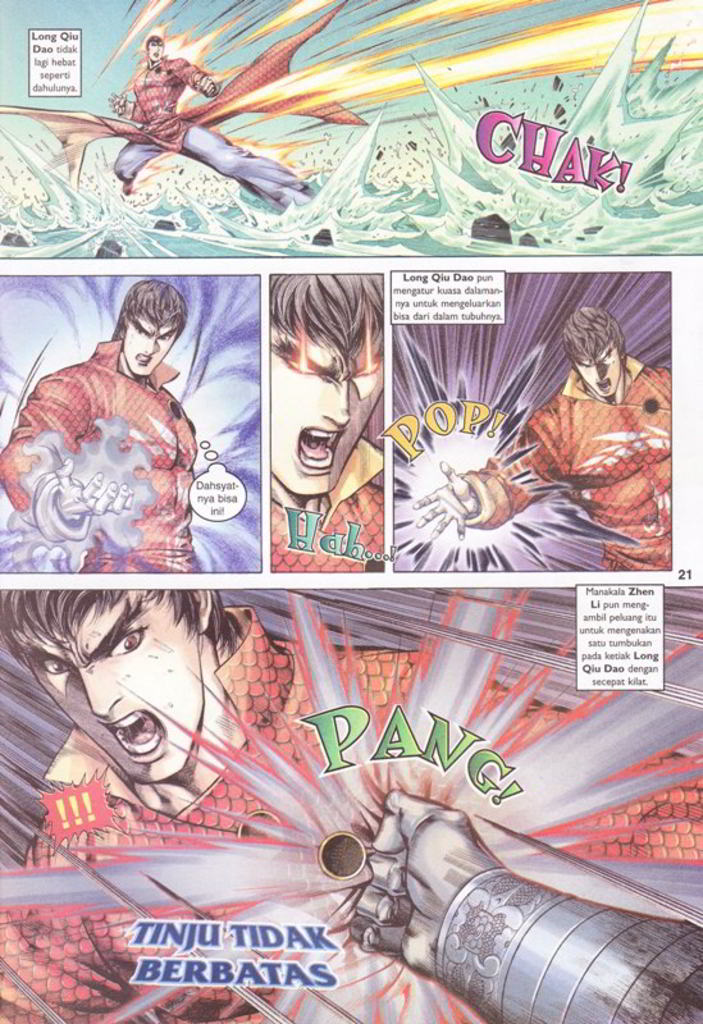 Long Qiu
Dao tidak
lagi hebat
seperti
dahulunya.
CHAK!
Dahsyat-
nya bisa
ini!
Hah...!
Long Qiu Dao pun
mengatur kuasa dalaman-
nya untuk mengeluarkan
bisa dari dalam tubuhnya.
POP!
21
Manakala Zhen
Li pun meng-
ambil peluang itu
untuk mengenakan
satu tumbukan
pada ketiak Long
Qiu Dao dengan
secepat kilat.
PANG!
!!!
TINJU TIDAK
BERBATAS